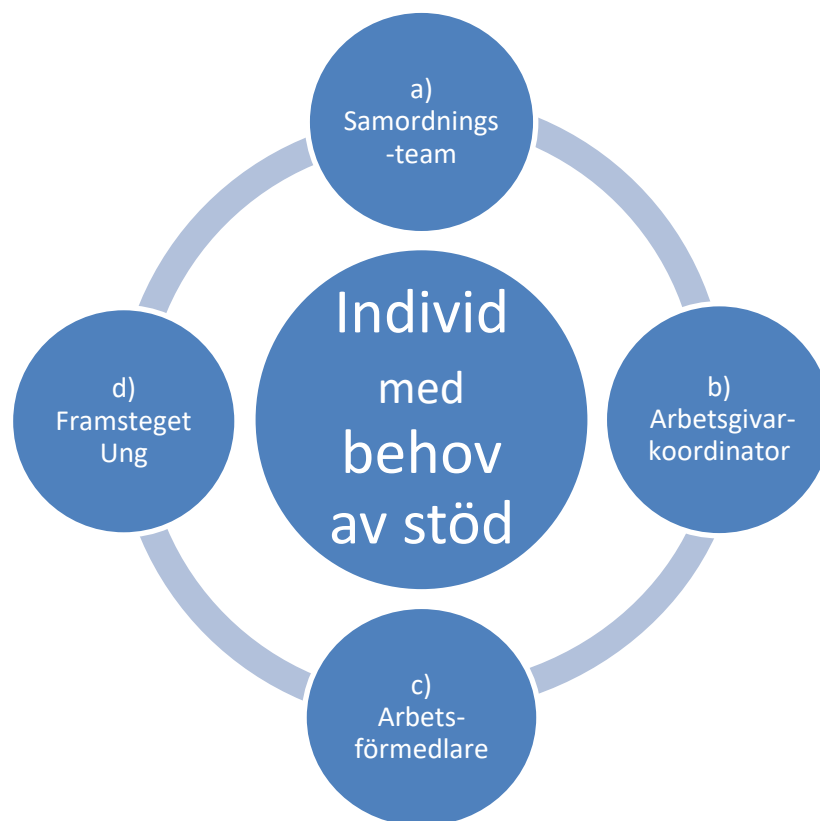 a)
Samordnings
-team
Individ
med
behov
av stöd
b)
Arbetsgivar-
koordinator
c)
Arbets-
förmedlare
d)
Framsteget
Ung